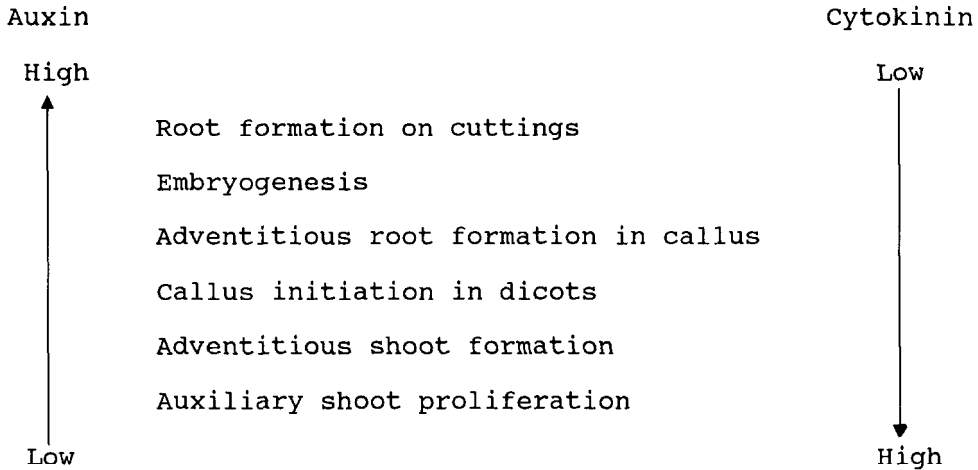 Auxin Cytokinin
High Low
Root formation on cuttings
Embryogenesis
Adventitious root formation in callus
Callus initiation in dicots
Adventitious shoot formation
Auxiliary shoot proliferation
Low High